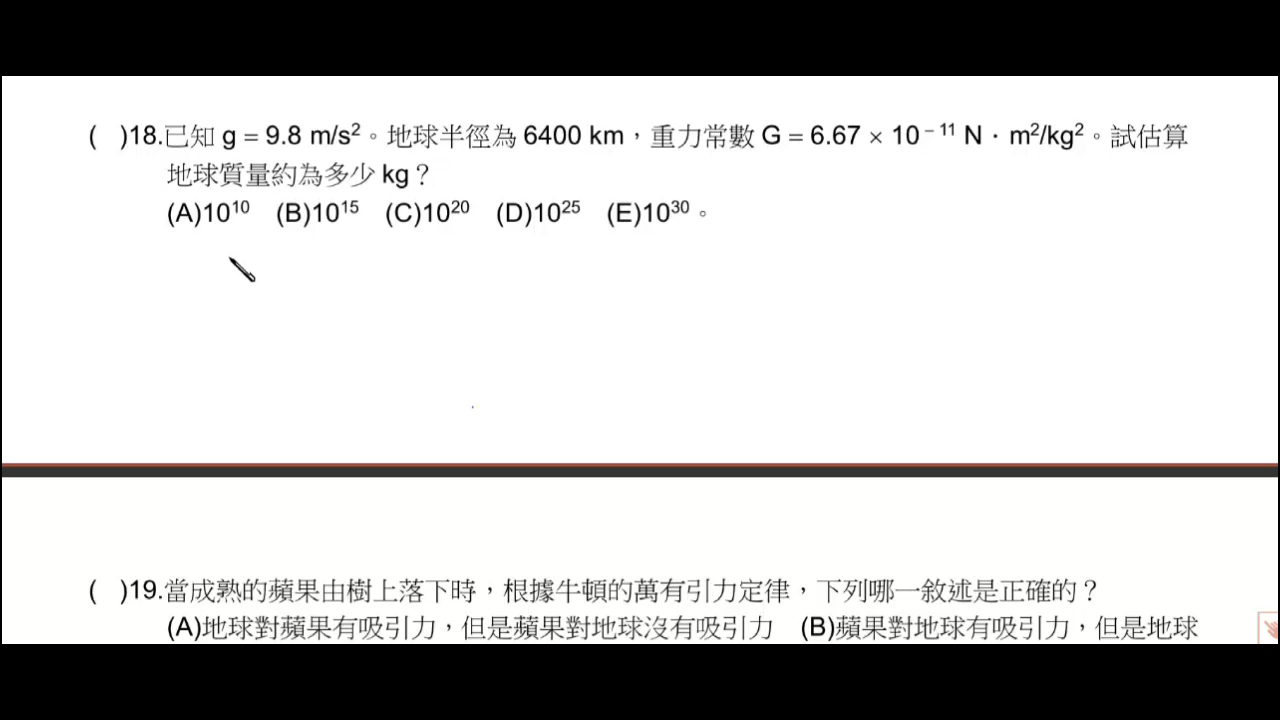 ( )18.已知 g = 9.8 m/s²。地球半徑為 6400 km，重力常數 G = 6.67 × 10⁻¹¹ N．m²/kg²。試估算
地球質量約為多少 kg？
(A)10¹⁰ (B)10¹⁵ (C)10²⁰ (D)10²⁵ (E)10³⁰。
( )19.當成熟的蘋果由樹上落下時，根據牛頓的萬有引力定律，下列哪一敘述是正確的？
(A)地球對蘋果有吸引力，但是蘋果對地球沒有吸引力 (B)蘋果對地球有吸引力，但是地球